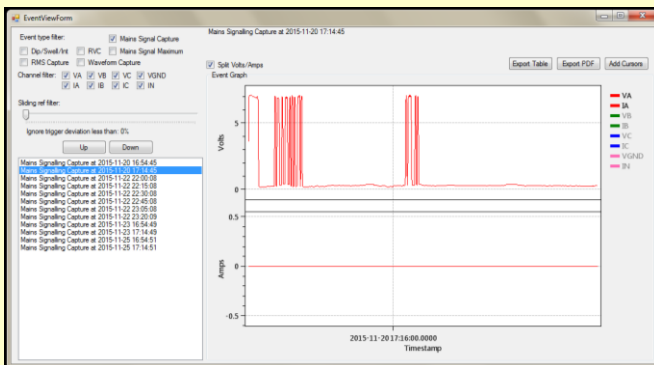 EventViewForm
Event type filter:
Mains Signal Capture
Dip/Swell/Int
RVC
Mains Signal Maximum
RMS Capture
Waveform Capture
Channel filter:
VA
VB
VC
VGND
IA
IB
IC
IN
Sliding ref filter:
Ignore trigger deviation less than: 0%
Up
Down
Mains Signalling Capture at 2015-11-20 16:54:45
Mains Signalling Capture at 2015-11-20 17:14:45
Mains Signalling Capture at 2015-11-22 22:00:08
Mains Signalling Capture at 2015-11-22 22:15:08
Mains Signalling Capture at 2015-11-22 22:30:08
Mains Signalling Capture at 2015-11-22 22:45:08
Mains Signalling Capture at 2015-11-22 23:05:08
Mains Signalling Capture at 2015-11-22 23:20:09
Mains Signalling Capture at 2015-11-23 16:54:49
Mains Signalling Capture at 2015-11-23 17:14:49
Mains Signalling Capture at 2015-11-25 16:54:51
Mains Signalling Capture at 2015-11-25 17:14:51
Mains Signalling Capture at 2015-11-20 17:14:45
Split Volts/Amps
Export Table
Export PDF
Add Cursors
Event Graph
Volts
5
0
Amps
0.5
0
-0.5
2015-11-20 17:16:00.0000
Timestamp
VA
IA
VB
IB
VC
IC
VGND
IN